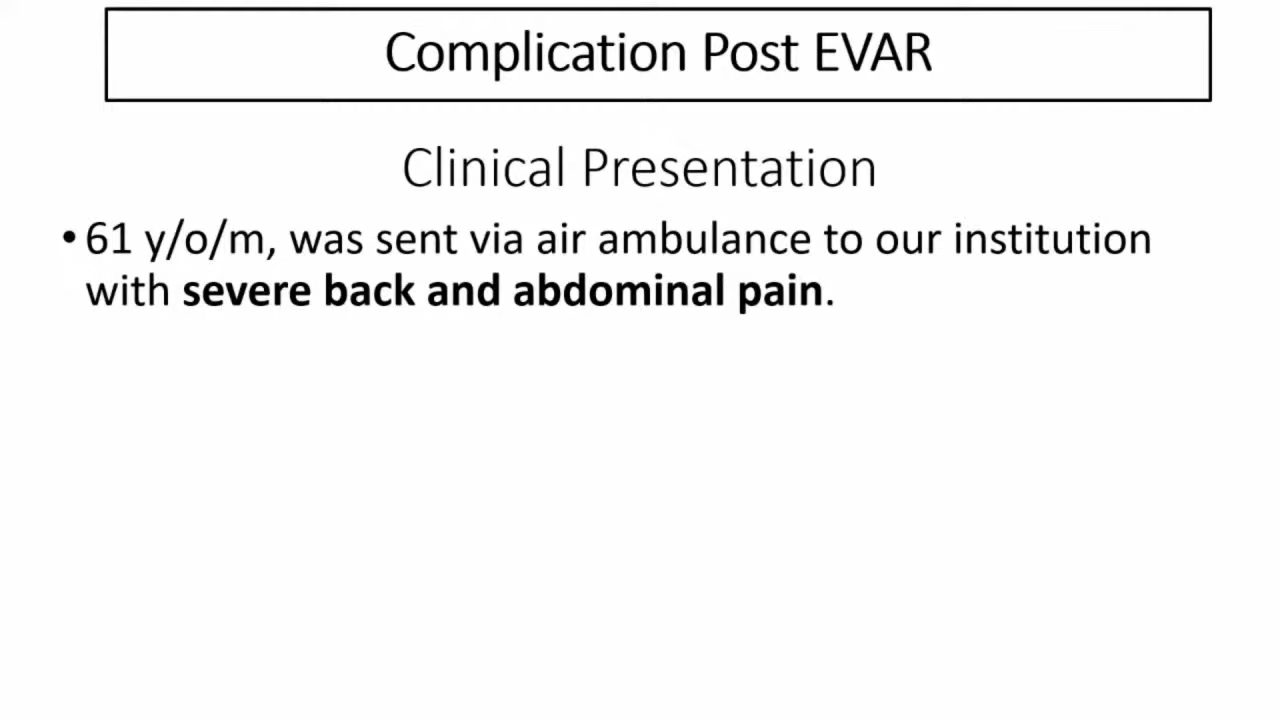 Complication Post EVAR
Clinical Presentation
• 61 y/o/m, was sent via air ambulance to our institution
with severe back and abdominal pain.